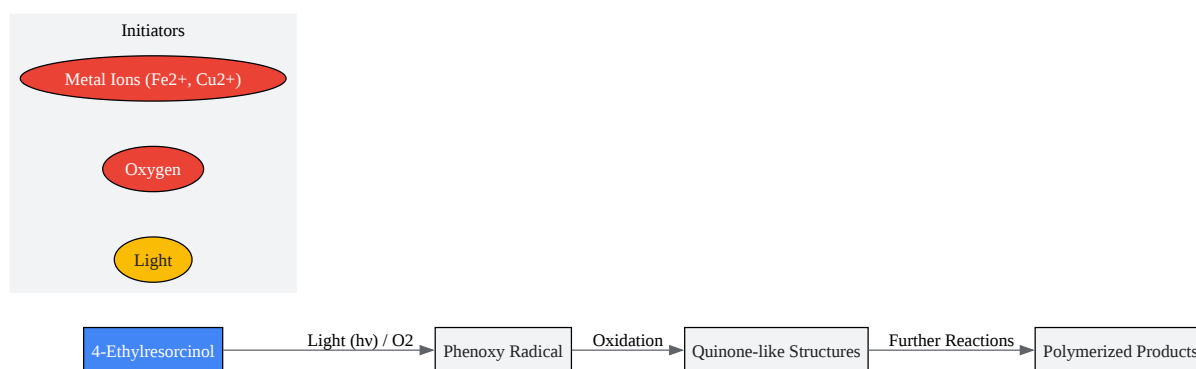 Initiators
Metal Ions (Fe2+, Cu2+)
Oxygen
Light
4-Ethylresorcinol
Light (hν) / O2
Phenoxy Radical
Oxidation
Quinone-like Structures
Further Reactions
Polymerized Products